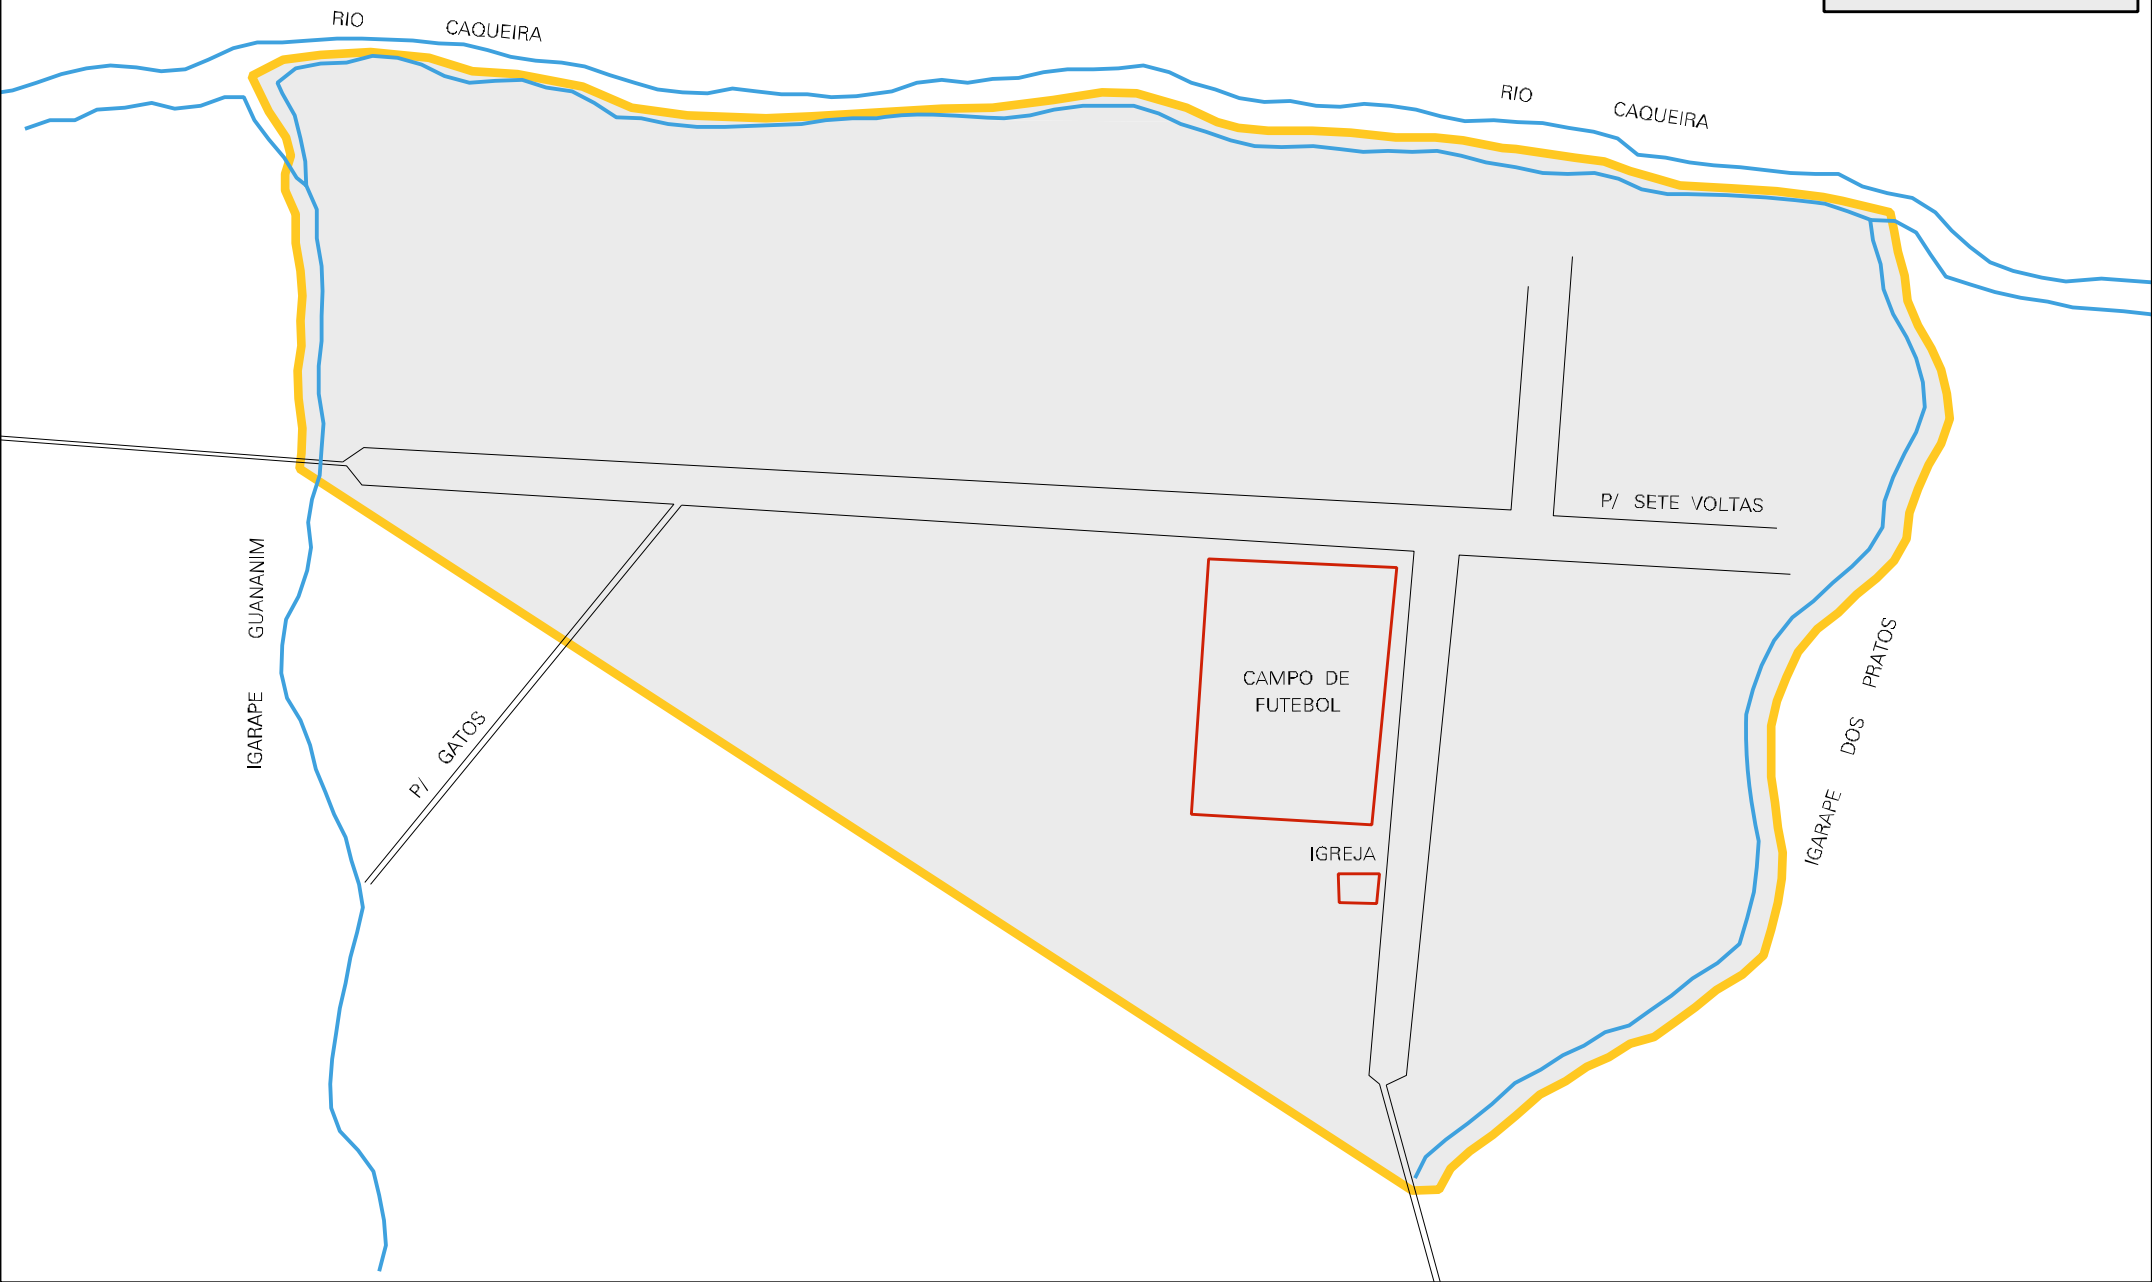 RIO CAQUEIRA
RIO CAQUEIRA
P/ SETE VOLTAS
IGARAPE GUANANIM
P/ GATOS
CAMPO DE
FUTEBOL
IGREJA
IGARAPE DOS PRATOS